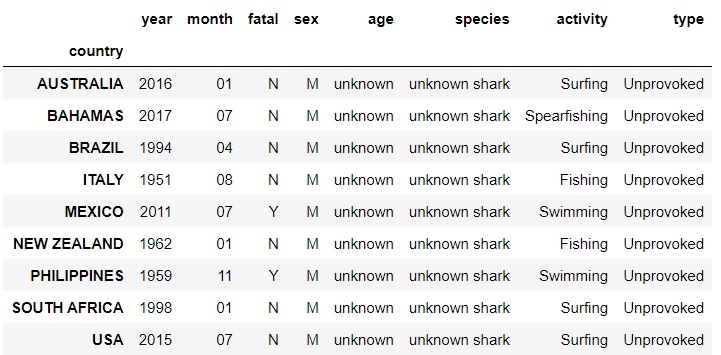 year month fatal sex age species activity type
country
AUSTRALIA 2016 01 N M unknown unknown shark Surfing Unprovoked
BAHAMAS 2017 07 N M unknown unknown shark Spearfishing Unprovoked
BRAZIL 1994 04 N M unknown unknown shark Surfing Unprovoked
ITALY 1951 08 N M unknown unknown shark Fishing Unprovoked
MEXICO 2011 07 Y M unknown unknown shark Swimming Unprovoked
NEW ZEALAND 1962 01 N M unknown unknown shark Fishing Unprovoked
PHILIPPINES 1959 11 Y M unknown unknown shark Swimming Unprovoked
SOUTH AFRICA 1998 01 N M unknown unknown shark Surfing Unprovoked
USA 2015 07 N M unknown unknown shark Surfing Unprovoked